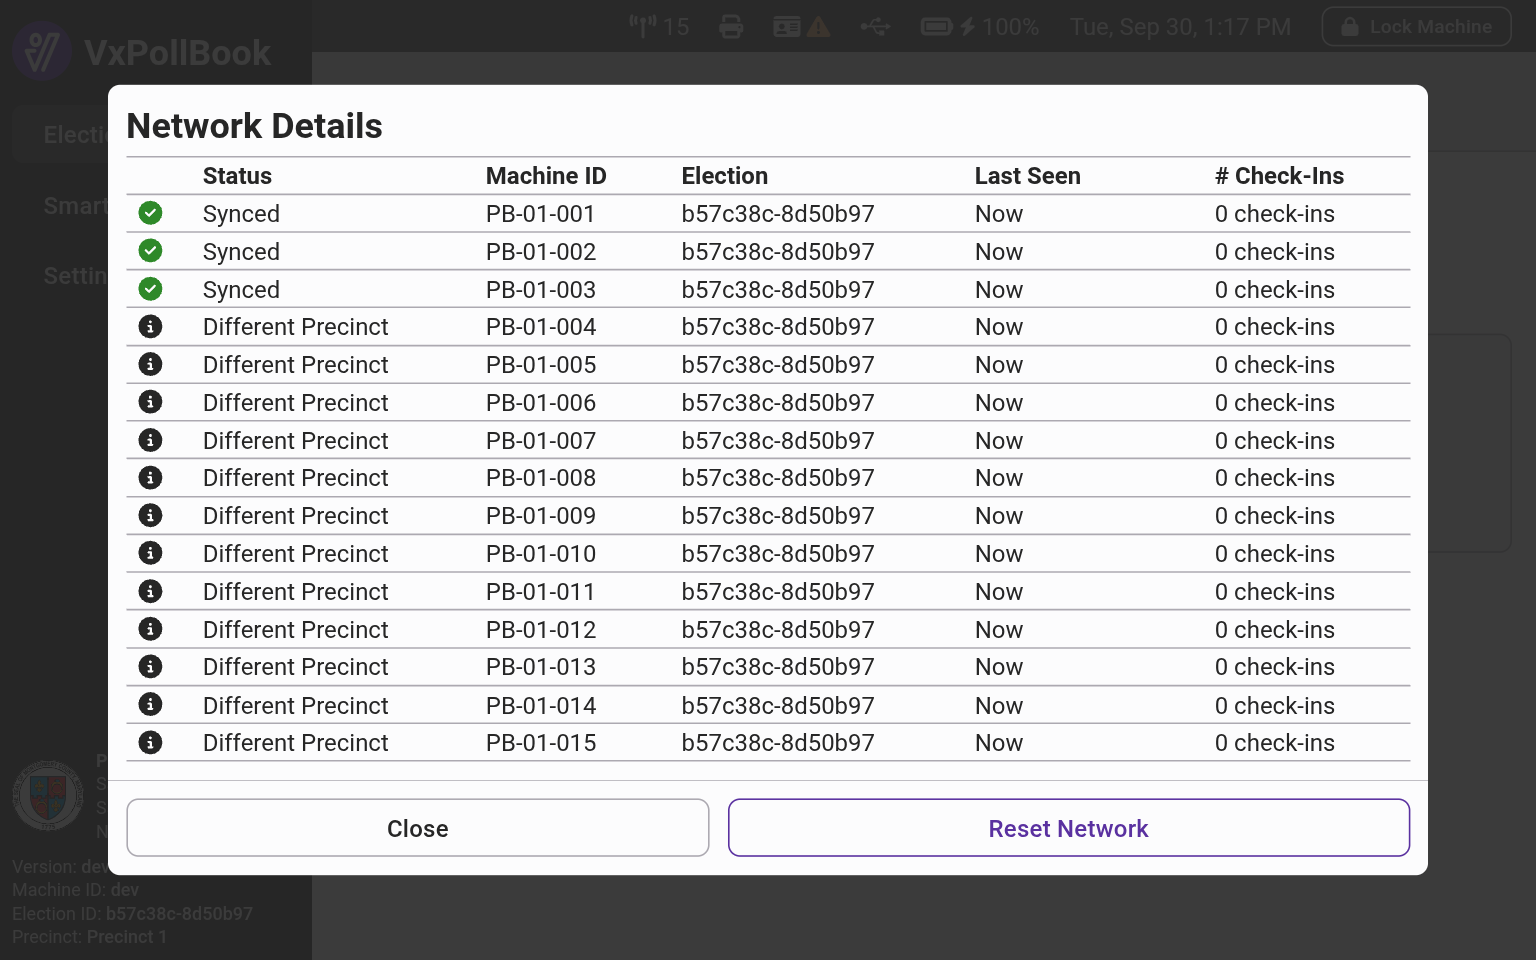 VxPollBook
15
100%
Tue, Sep 30, 1:17 PM
Lock Machine
Electi
Smart
Settin
Network Details
Status Machine ID Election Last Seen # Check-Ins
Synced PB-01-001 b57c38c-8d50b97 Now 0 check-ins
Synced PB-01-002 b57c38c-8d50b97 Now 0 check-ins
Synced PB-01-003 b57c38c-8d50b97 Now 0 check-ins
Different Precinct PB-01-004 b57c38c-8d50b97 Now 0 check-ins
Different Precinct PB-01-005 b57c38c-8d50b97 Now 0 check-ins
Different Precinct PB-01-006 b57c38c-8d50b97 Now 0 check-ins
Different Precinct PB-01-007 b57c38c-8d50b97 Now 0 check-ins
Different Precinct PB-01-008 b57c38c-8d50b97 Now 0 check-ins
Different Precinct PB-01-009 b57c38c-8d50b97 Now 0 check-ins
Different Precinct PB-01-010 b57c38c-8d50b97 Now 0 check-ins
Different Precinct PB-01-011 b57c38c-8d50b97 Now 0 check-ins
Different Precinct PB-01-012 b57c38c-8d50b97 Now 0 check-ins
Different Precinct PB-01-013 b57c38c-8d50b97 Now 0 check-ins
Different Precinct PB-01-014 b57c38c-8d50b97 Now 0 check-ins
Different Precinct PB-01-015 b57c38c-8d50b97 Now 0 check-ins
Close
Reset Network
P
S
S
N
Version: dev
Machine ID: dev
Election ID: b57c38c-8d50b97
Precinct: Precinct 1